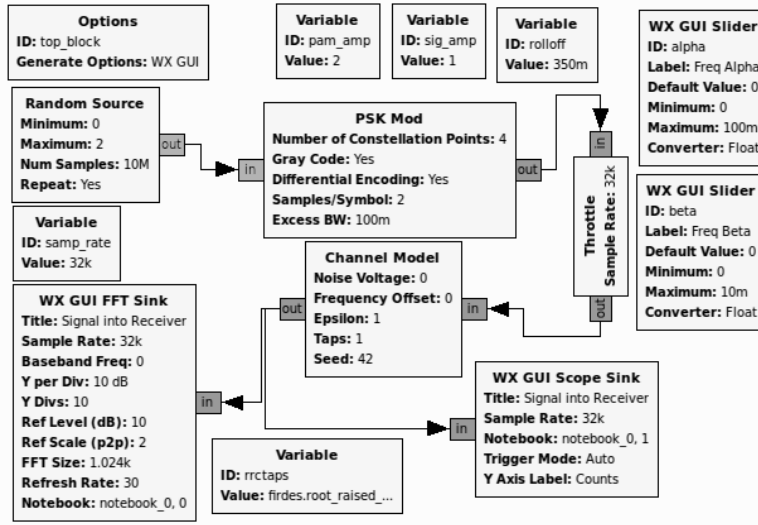 Options
ID: top_block
Generate Options: WX GUI
Variable
ID: pam_amp
Value: 2
Variable
ID: sig_amp
Value: 1
Variable
ID: rolloff
Value: 350m
WX GUI Slider
ID: alpha
Label: Freq Alpha
Default Value: 0
Minimum: 0
Maximum: 100m
Converter: Float
Random Source
Minimum: 0
Maximum: 2
Num Samples: 10M
Repeat: Yes
out
in
PSK Mod
Number of Constellation Points: 4
Gray Code: Yes
Differential Encoding: Yes
Samples/Symbol: 2
Excess BW: 100m
out
in
Throttle
Sample Rate: 32k
out
WX GUI Slider
ID: beta
Label: Freq Beta
Default Value: 0
Minimum: 0
Maximum: 10m
Converter: Float
Variable
ID: samp_rate
Value: 32k
Channel Model
Noise Voltage: 0
Frequency Offset: 0
Epsilon: 1
Taps: 1
Seed: 42
out
in
WX GUI FFT Sink
Title: Signal into Receiver
Sample Rate: 32k
Baseband Freq: 0
Y per Div: 10 dB
Y Divs: 10
Ref Level (dB): 10
Ref Scale (p2p): 2
FFT Size: 1.024k
Refresh Rate: 30
Notebook: notebook_0, 0
in
Variable
ID: rrctaps
Value: firdes.root_raised_...
in
WX GUI Scope Sink
Title: Signal into Receiver
Sample Rate: 32k
Notebook: notebook_0, 1
Trigger Mode: Auto
Y Axis Label: Counts